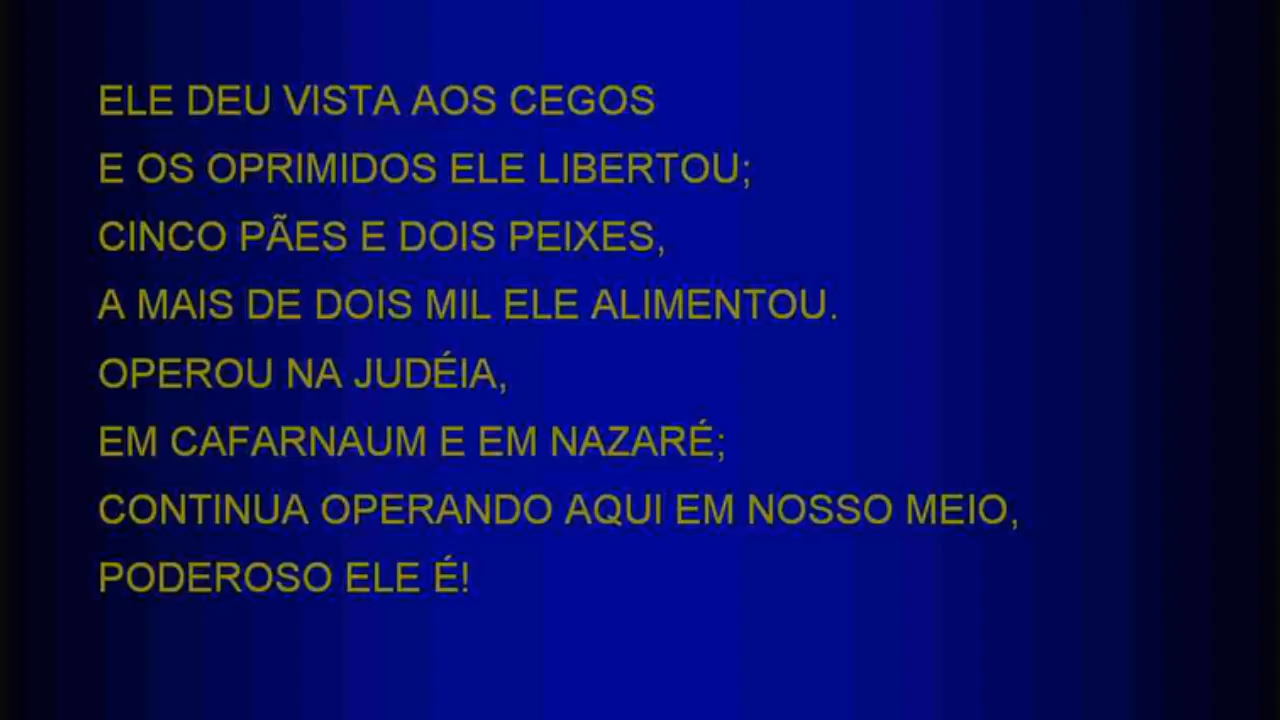 ELE DEU VISTA AOS CEGOS
E OS OPRIMIDOS ELE LIBERTOU;
CINCO PÃES E DOIS PEIXES,
A MAIS DE DOIS MIL ELE ALIMENTOU.
OPEROU NA JUDÉIA,
EM CAFARNAUM E EM NAZARÉ;
CONTINUA OPERANDO AQUI EM NOSSO MEIO,
PODEROSO ELE É!